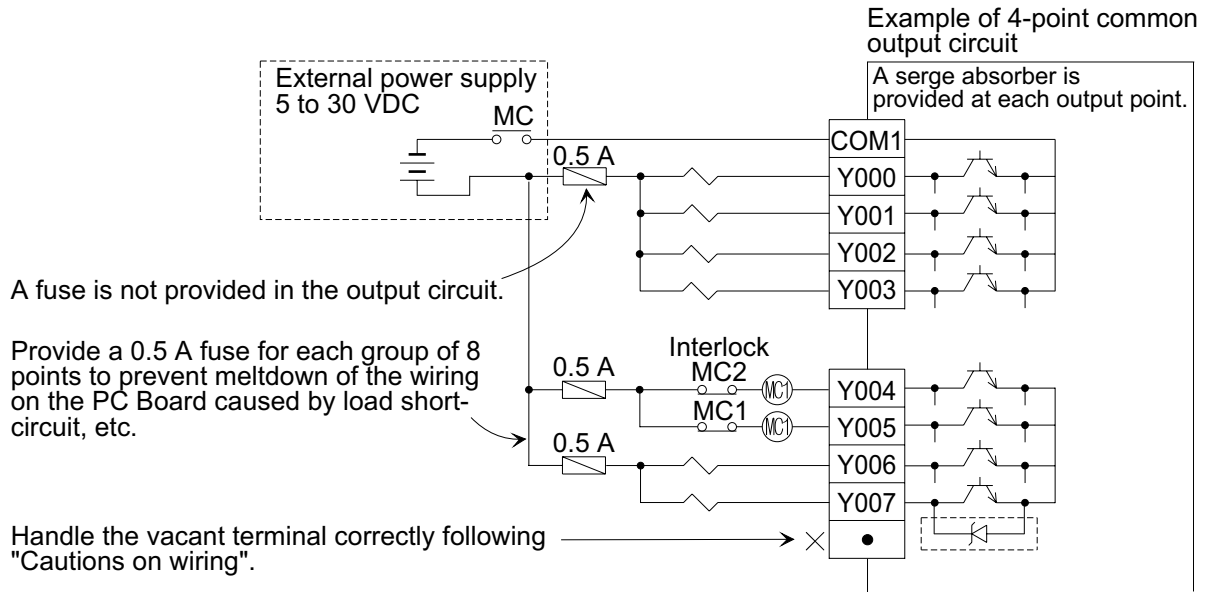 Example of 4-point common
output circuit
A serge absorber is
provided at each output point.
External power supply
5 to 30 VDC
MC
0.5 A
COM1
Y000
Y001
Y002
Y003
A fuse is not provided in the output circuit.
Provide a 0.5 A fuse for each group of 8
points to prevent meltdown of the wiring
on the PC Board caused by load short-
circuit, etc.
0.5 A
Interlock
MC2
MC1
Y004
MC1
MC1
Y005
0.5 A
Y006
Y007
Handle the vacant terminal correctly following
"Cautions on wiring".